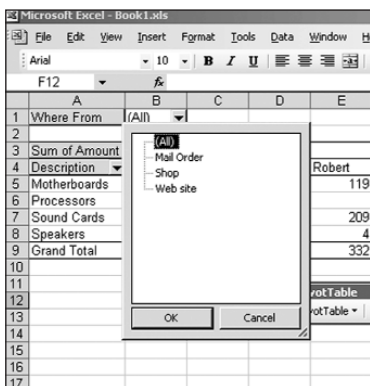 Microsoft Excel - Book1.xls
File Edit View Insert Format Tools Data Window
Arial 10 B I U
F12 fx
A B C D E
1 Where From (All)
2
3 Sum of Amount
4 Description Robert
5 Motherboards 119
6 Processors
7 Sound Cards 209
8 Speakers 4
9 Grand Total 332
10
11
12
13
14
15
16
17
(All)
Mail Order
Shop
Web site
OK Cancel
votTable
votTable